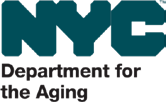 NYC
Department for
the Aging